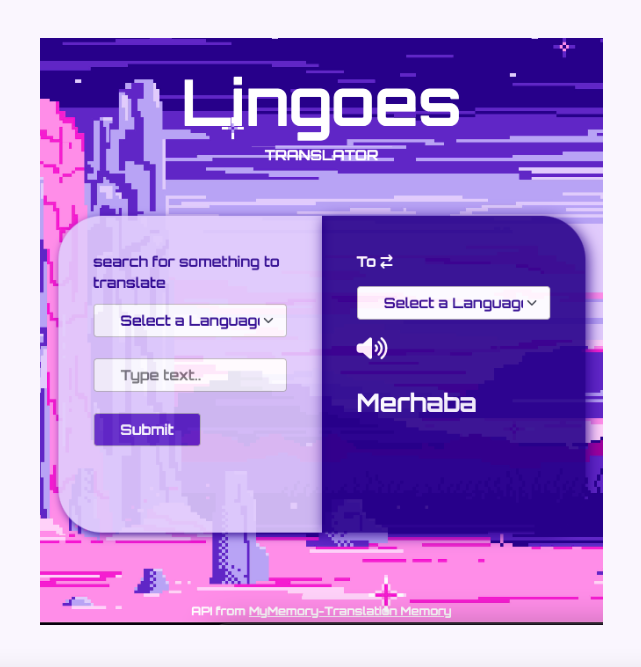 Lingoes
TRANSLATOR
search for something to
translate
Select a Languag
Type text..
Submit
To
Select a Languag
Merhaba
API from MyMemory-Translation Memory